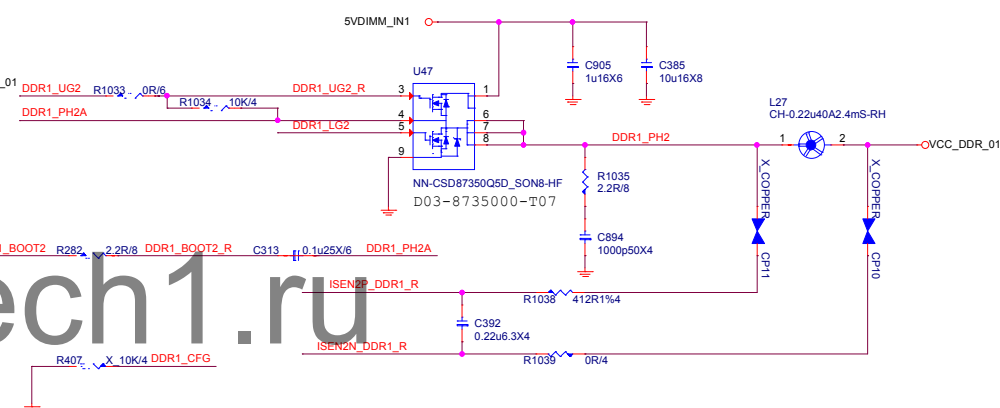 5VDIMM_IN1
C905
1u16X6
C385
10u16X8
U47
_01
DDR1_UG2
R1033
0R/6
DDR1_UG2_R
3
1
R1034
10K/4
DDR1_PH2A
4
6
DDR1_LG2
5
7
8
9
DDR1_PH2
L27
CH-0.22u40A2.4mS-RH
1
2
VCC_DDR_01
NN-CSD87350Q5D_SON8-HF
D03-8735000-T07
R1035
2.2R/8
X_COPPER
X_COPPER
C894
1000p50X4
CP11
CP10
1_BOOT2
R282
2.2R/8
DDR1_BOOT2_R
C313
0.1u25X/6
DDR1_PH2A
ech1.ru
ISEN2P_DDR1_R
R1038
412R1%4
C392
0.22u6.3X4
ISEN2N_DDR1_R
R1039
0R/4
R407
X_10K/4
DDR1_CFG